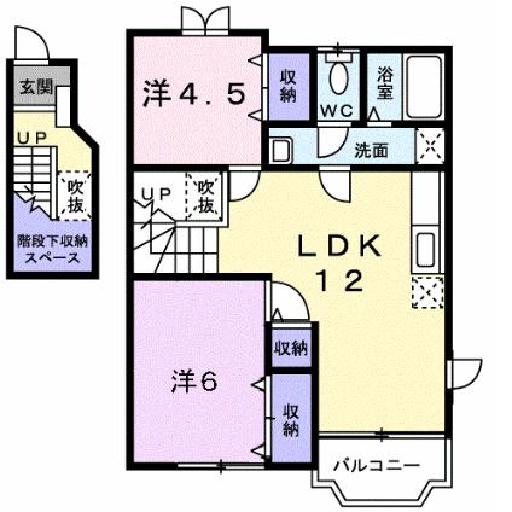 玄関
UP
吹
抜
階段下収納
スペース
洋4.5
収
納
WC
浴
室
洗面
UP
吹
抜
LDK
12
洋6
収納
収
納
バルコニー